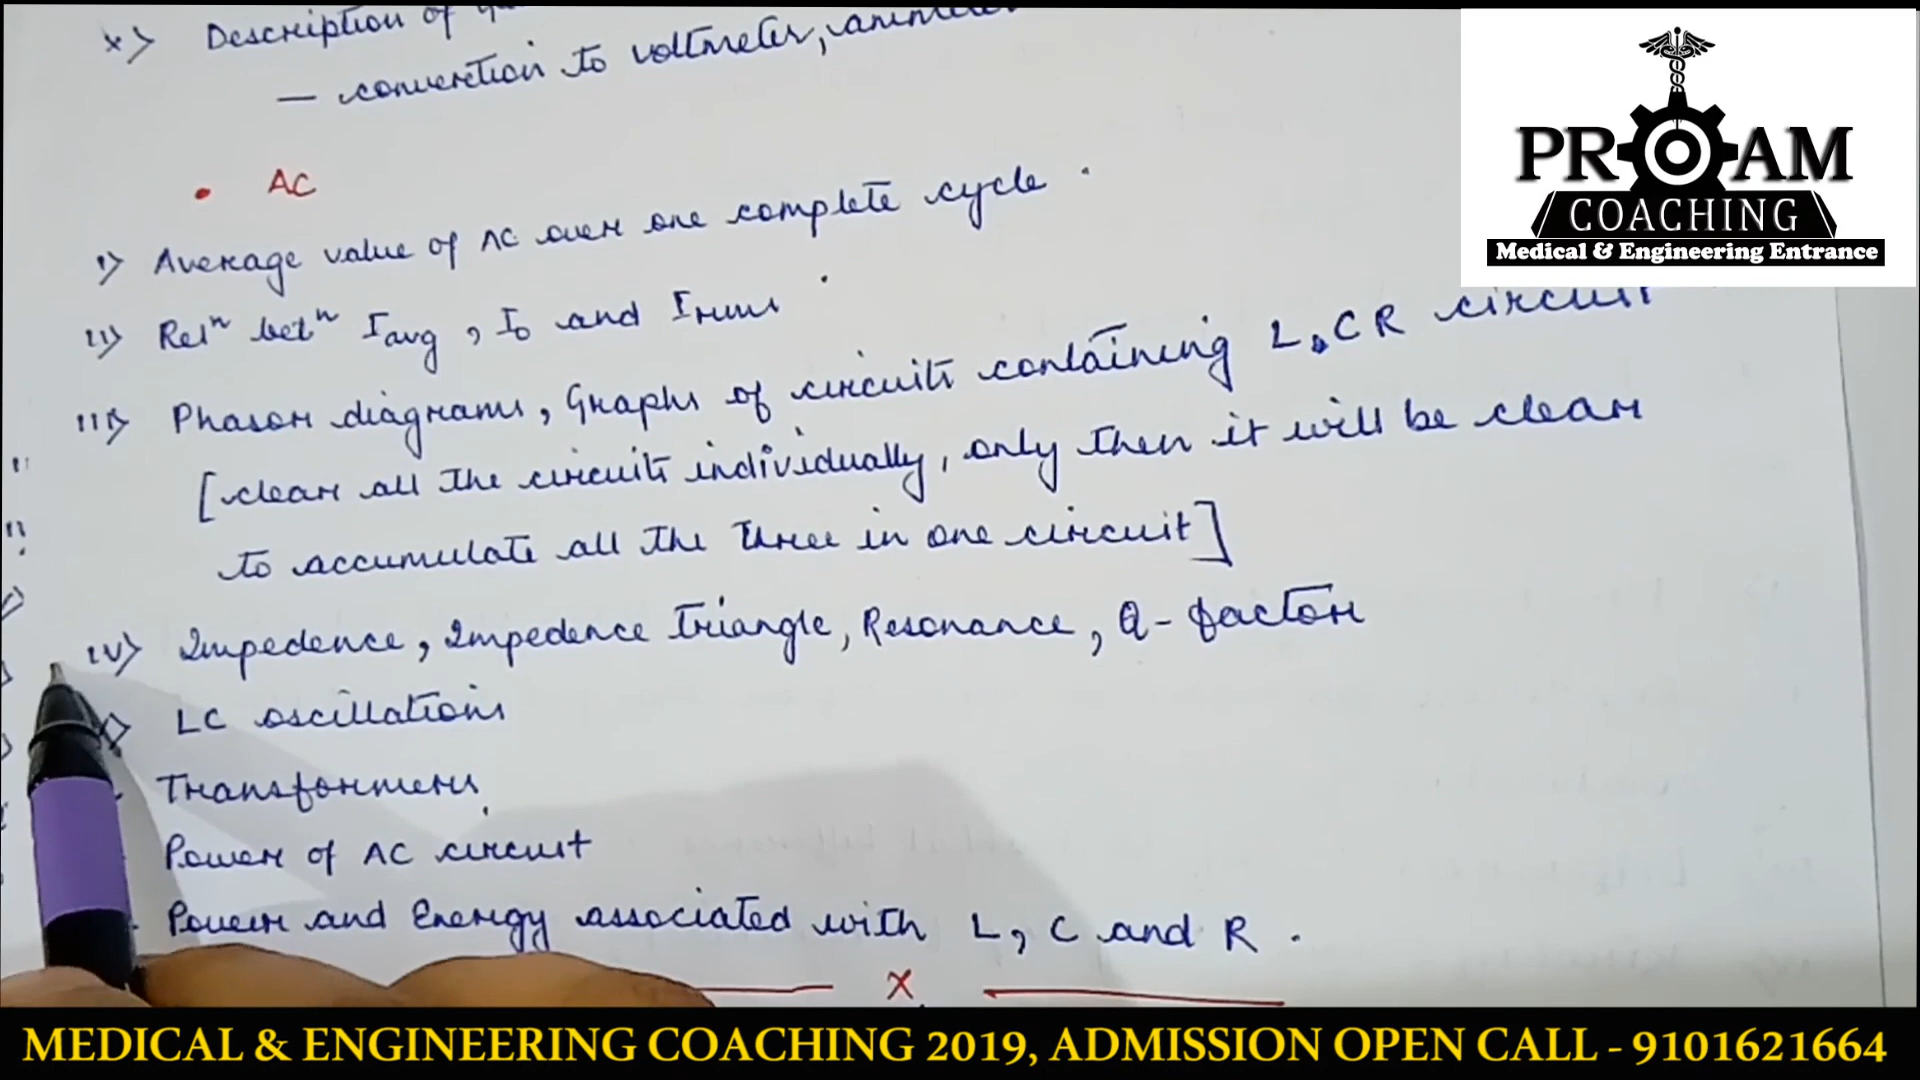 x> Description of
— convertion to voltmeter,
• AC
i> Average value of AC over one complete cycle.
ii> Relⁿ betⁿ Iavg, I₀ and Irms
iii> Phasor diagrams, Graphs of circuits containing L,CR circuit
[clear all the circuits individually, only then it will be clear
to accumulate all the three in one circuit]
iv> Impedence, Impedence triangle, Resonance, Q-factor
LC oscillations
Transformers
Power of AC circuit
Power and Energy associated with L, C and R.
x
PROAM
COACHING
Medical & Engineering Entrance
MEDICAL & ENGINEERING COACHING 2019, ADMISSION OPEN CALL - 9101621664